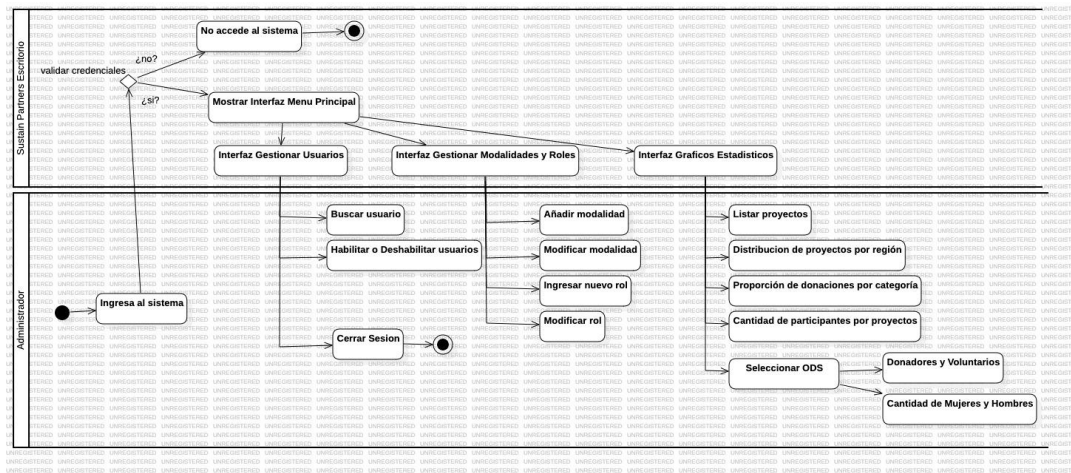 Sustain Partners Escritorio
No accede al sistema
¿no?
validar credenciales
¿si?
Mostrar Interfaz Menu Principal
Interfaz Gestionar Usuarios
Interfaz Gestionar Modalidades y Roles
Interfaz Graficos Estadisticos
Administrador
Buscar usuario
Habilitar o Deshabilitar usuarios
Ingresa al sistema
Cerrar Sesion
Añadir modalidad
Modificar modalidad
Ingresar nuevo rol
Modificar rol
Listar proyectos
Distribucion de proyectos por región
Proporción de donaciones por categoría
Cantidad de participantes por proyectos
Seleccionar ODS
Donadores y Voluntarios
Cantidad de Mujeres y Hombres
UNREGISTERED